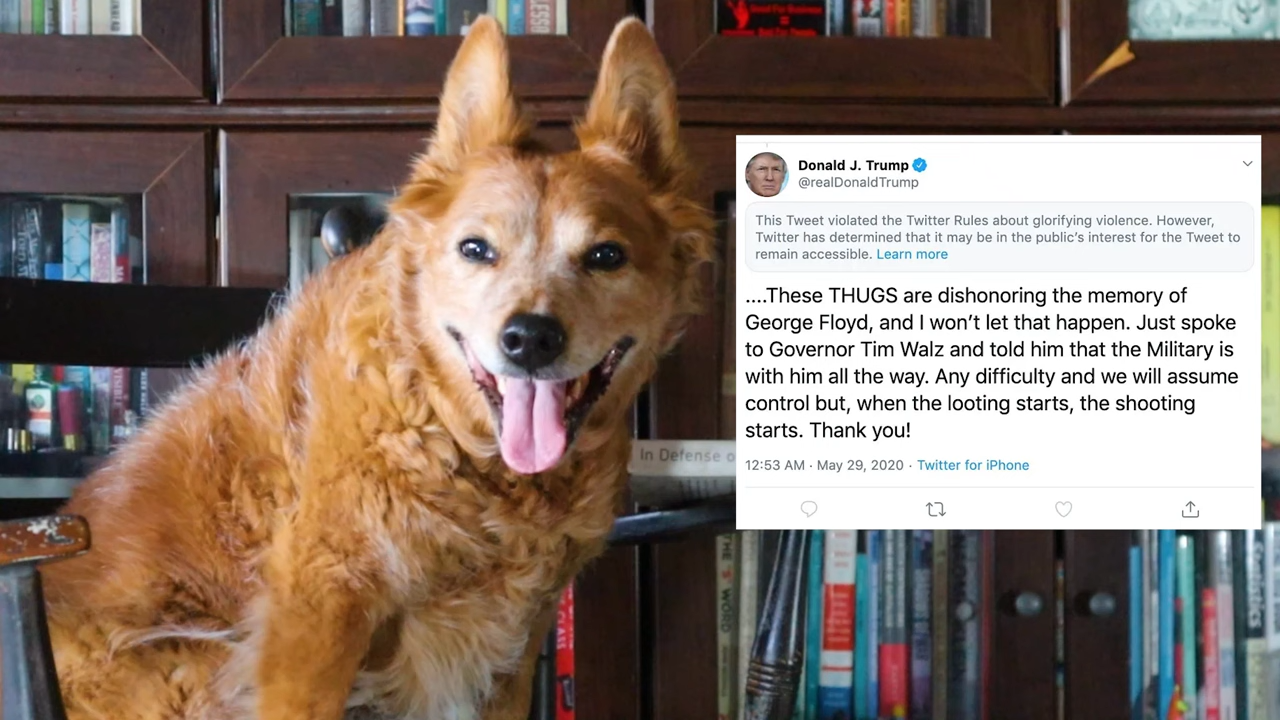 Donald J. Trump
@realDonaldTrump
This Tweet violated the Twitter Rules about glorifying violence. However,
Twitter has determined that it may be in the public's interest for the Tweet to
remain accessible. Learn more
....These THUGS are dishonoring the memory of
George Floyd, and I won't let that happen. Just spoke
to Governor Tim Walz and told him that the Military is
with him all the way. Any difficulty and we will assume
control but, when the looting starts, the shooting
starts. Thank you!
12:53 AM · May 29, 2020 · Twitter for iPhone
In Defense
THE WORD